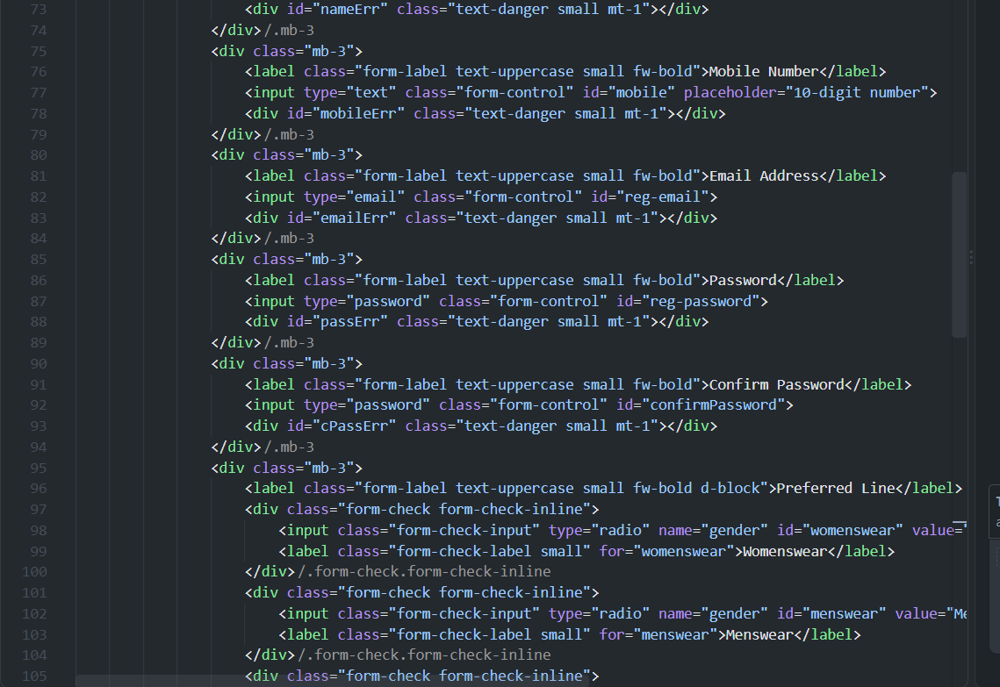 73 <div id="nameErr" class="text-danger small mt-1"></div>
74 </div>/.mb-3
75 <div class="mb-3">
76 <label class="form-label text-uppercase small fw-bold">Mobile Number</label>
77 <input type="text" class="form-control" id="mobile" placeholder="10-digit number">
78 <div id="mobileErr" class="text-danger small mt-1"></div>
79 </div>/.mb-3
80 <div class="mb-3">
81 <label class="form-label text-uppercase small fw-bold">Email Address</label>
82 <input type="email" class="form-control" id="reg-email">
83 <div id="emailErr" class="text-danger small mt-1"></div>
84 </div>/.mb-3
85 <div class="mb-3">
86 <label class="form-label text-uppercase small fw-bold">Password</label>
87 <input type="password" class="form-control" id="reg-password">
88 <div id="passErr" class="text-danger small mt-1"></div>
89 </div>/.mb-3
90 <div class="mb-3">
91 <label class="form-label text-uppercase small fw-bold">Confirm Password</label>
92 <input type="password" class="form-control" id="confirmPassword">
93 <div id="cPassErr" class="text-danger small mt-1"></div>
94 </div>/.mb-3
95 <div class="mb-3">
96 <label class="form-label text-uppercase small fw-bold d-block">Preferred Line</label>
97 <div class="form-check form-check-inline">
98 <input class="form-check-input" type="radio" name="gender" id="womenswear" value="
99 <label class="form-check-label small" for="womenswear">Womenswear</label>
100 </div>/.form-check.form-check-inline
101 <div class="form-check form-check-inline">
102 <input class="form-check-input" type="radio" name="gender" id="menswear" value="Me
103 <label class="form-check-label small" for="menswear">Menswear</label>
104 </div>/.form-check.form-check-inline
105 <div class="form-check form-check-inline">